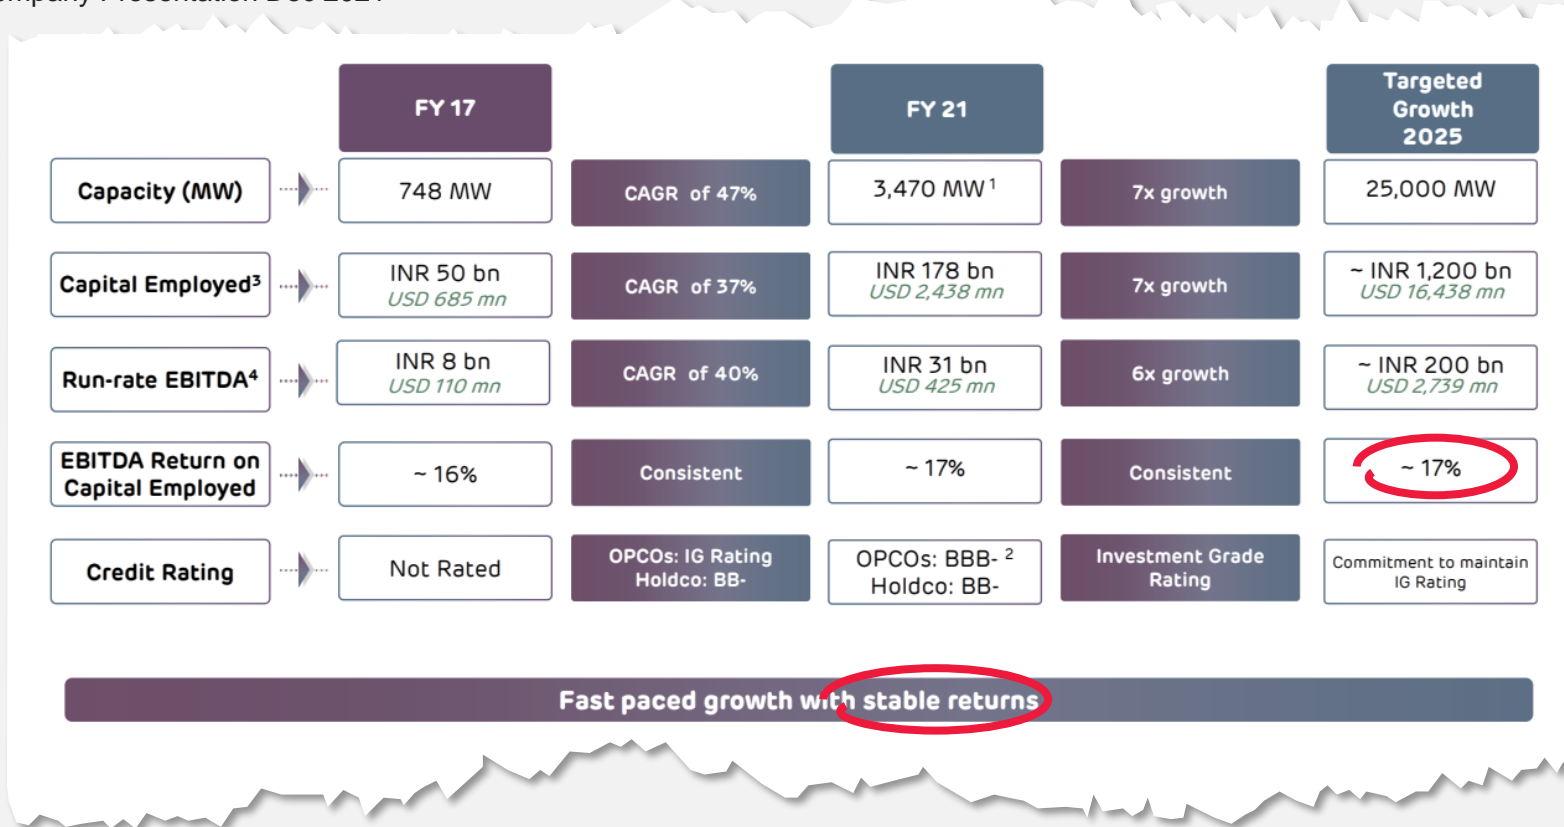 Company Presentation Dec 2021
FY 17
FY 21
Targeted
Growth
2025
Capacity (MW)
748 MW
CAGR of 47%
3,470 MW¹
7x growth
25,000 MW
Capital Employed³
INR 50 bn
USD 685 mn
CAGR of 37%
INR 178 bn
USD 2,438 mn
7x growth
~ INR 1,200 bn
USD 16,438 mn
Run-rate EBITDA⁴
INR 8 bn
USD 110 mn
CAGR of 40%
INR 31 bn
USD 425 mn
6x growth
~ INR 200 bn
USD 2,739 mn
EBITDA Return on
Capital Employed
~ 16%
Consistent
~ 17%
Consistent
~ 17%
Credit Rating
Not Rated
OPCOs: IG Rating
Holdco: BB-
OPCOs: BBB- ²
Holdco: BB-
Investment Grade
Rating
Commitment to maintain
IG Rating
Fast paced growth with stable returns